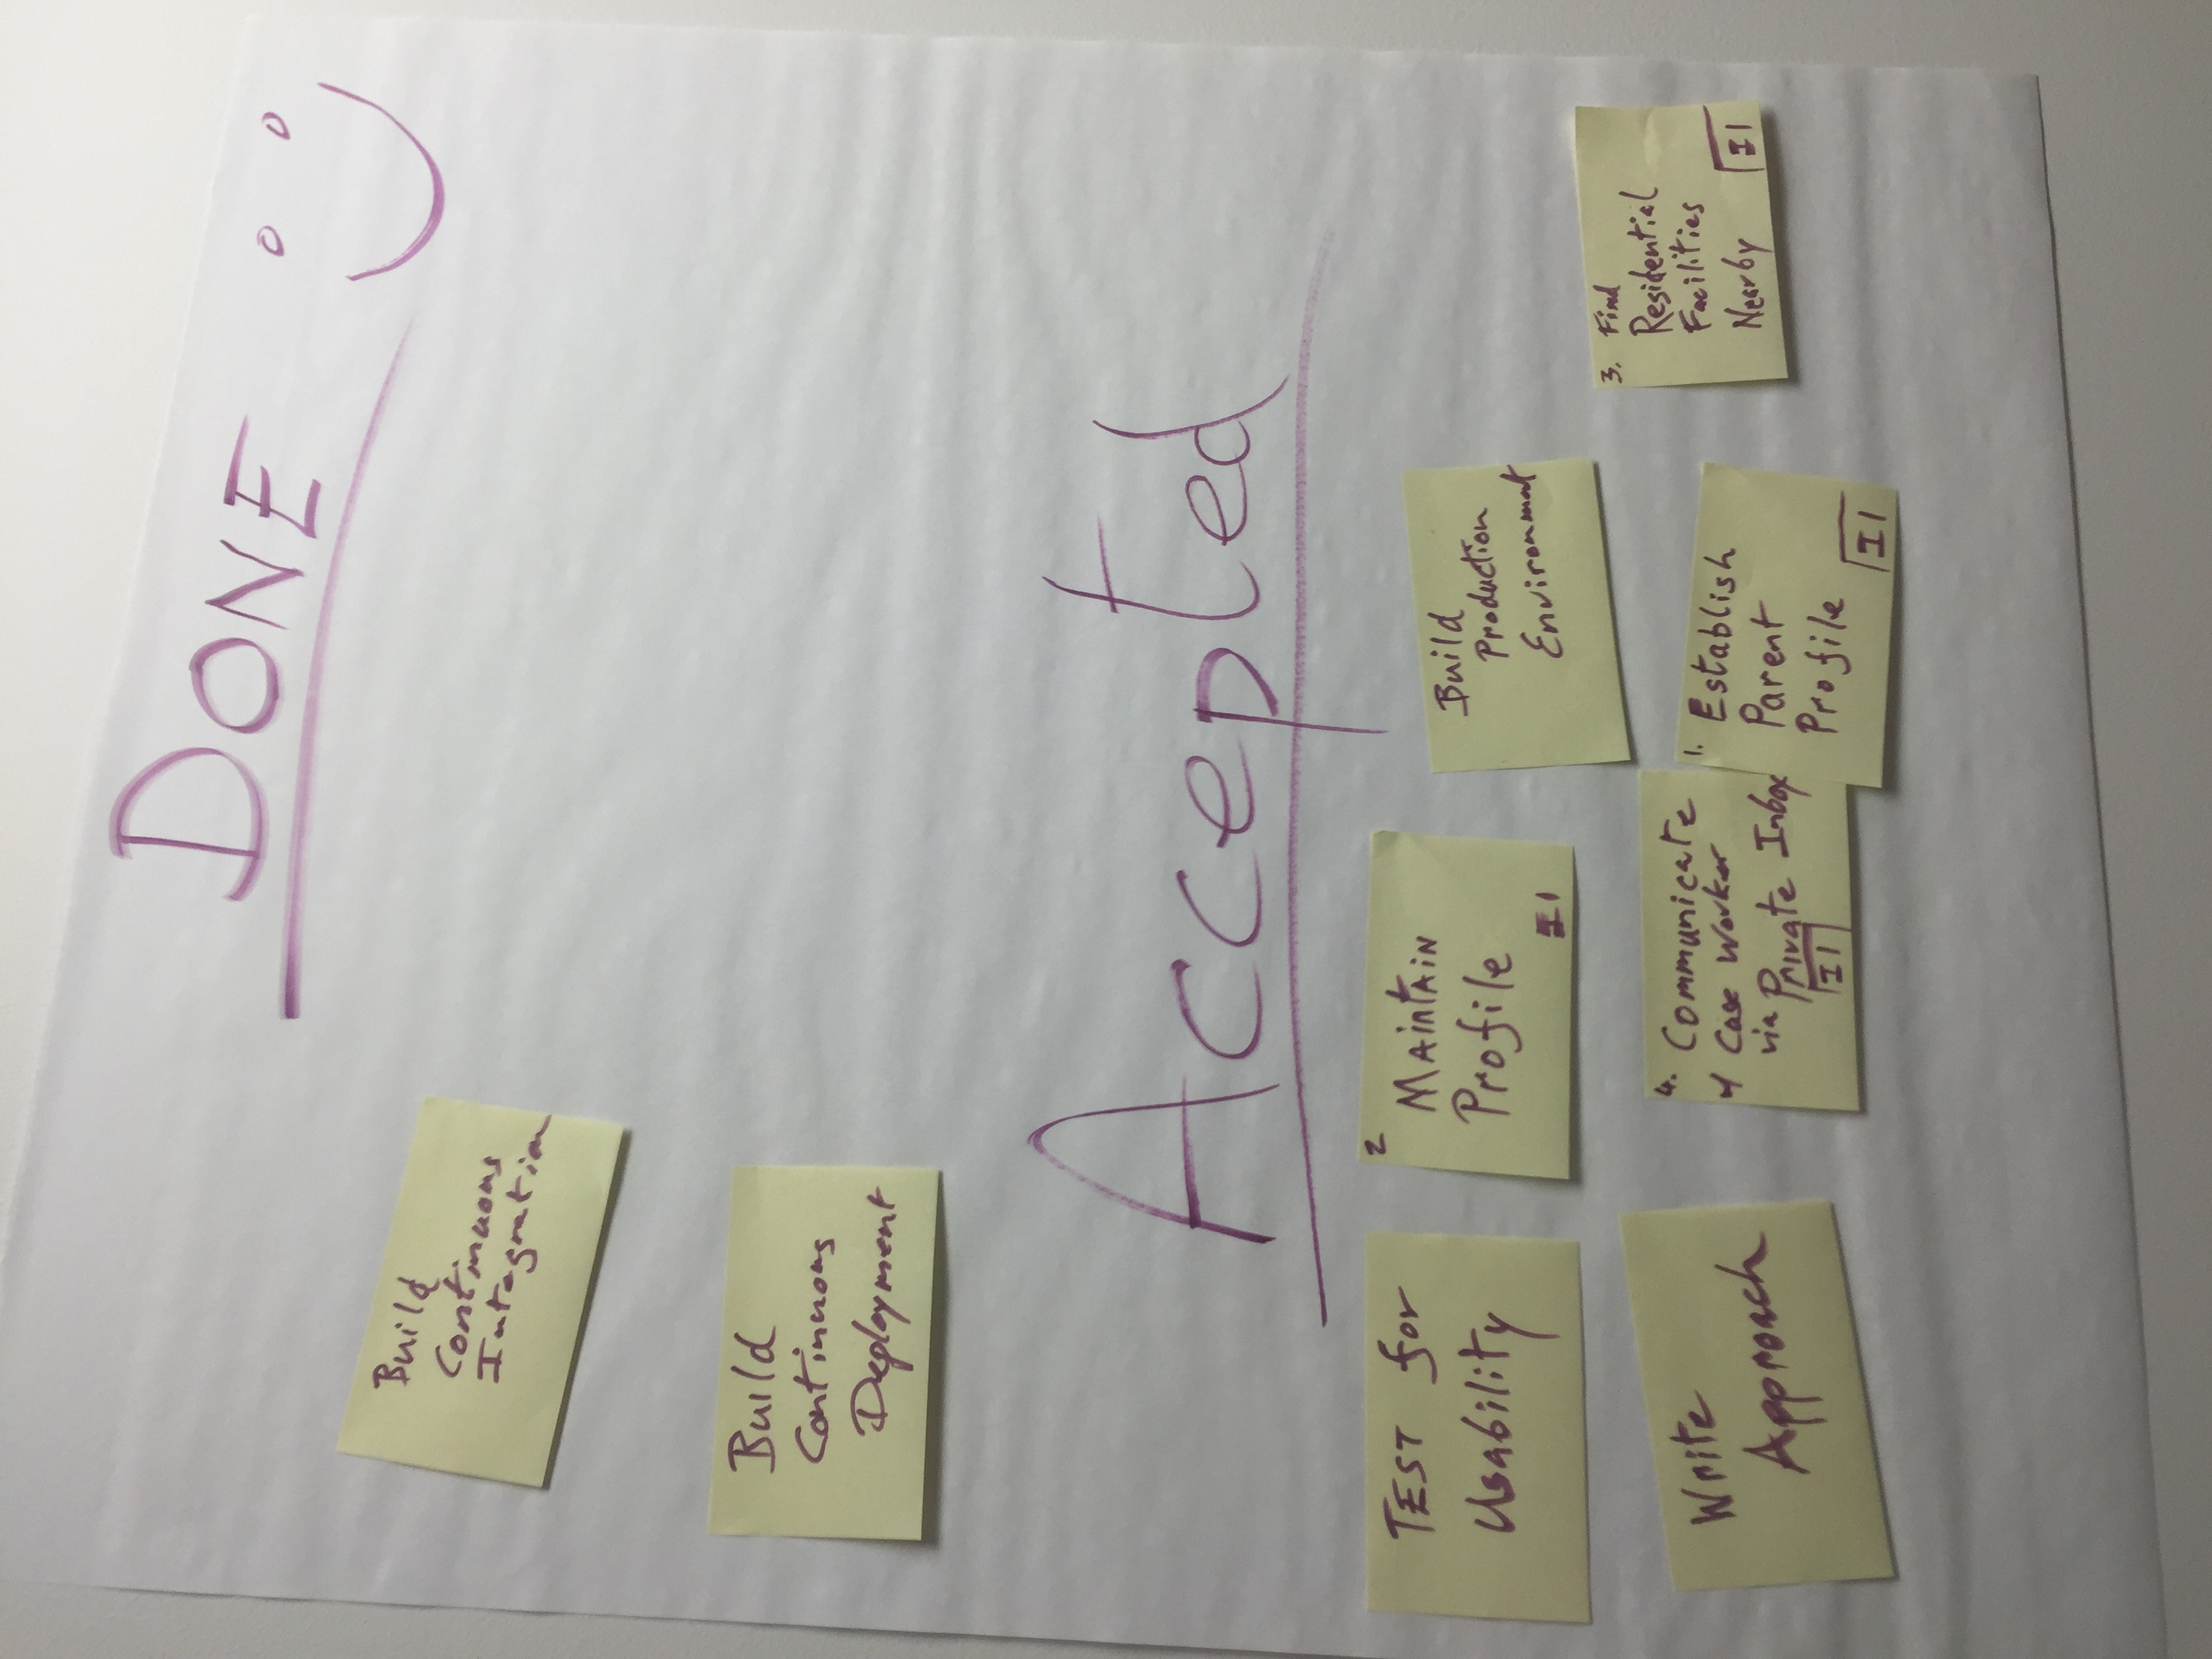 DONE
Build
Continuous
Integration
Build
Continuous
Deployment
Accepted
TEST for
Usability
2
MAintAiN
Profile
I1
Build
Production
Environment
3. Find
Residential
Facilities
Nearby
I1
Write
Approach
4. Communicate
w/ Case Worker
via Private Inbox
I1
1. Establish
Parent
Profile
I1